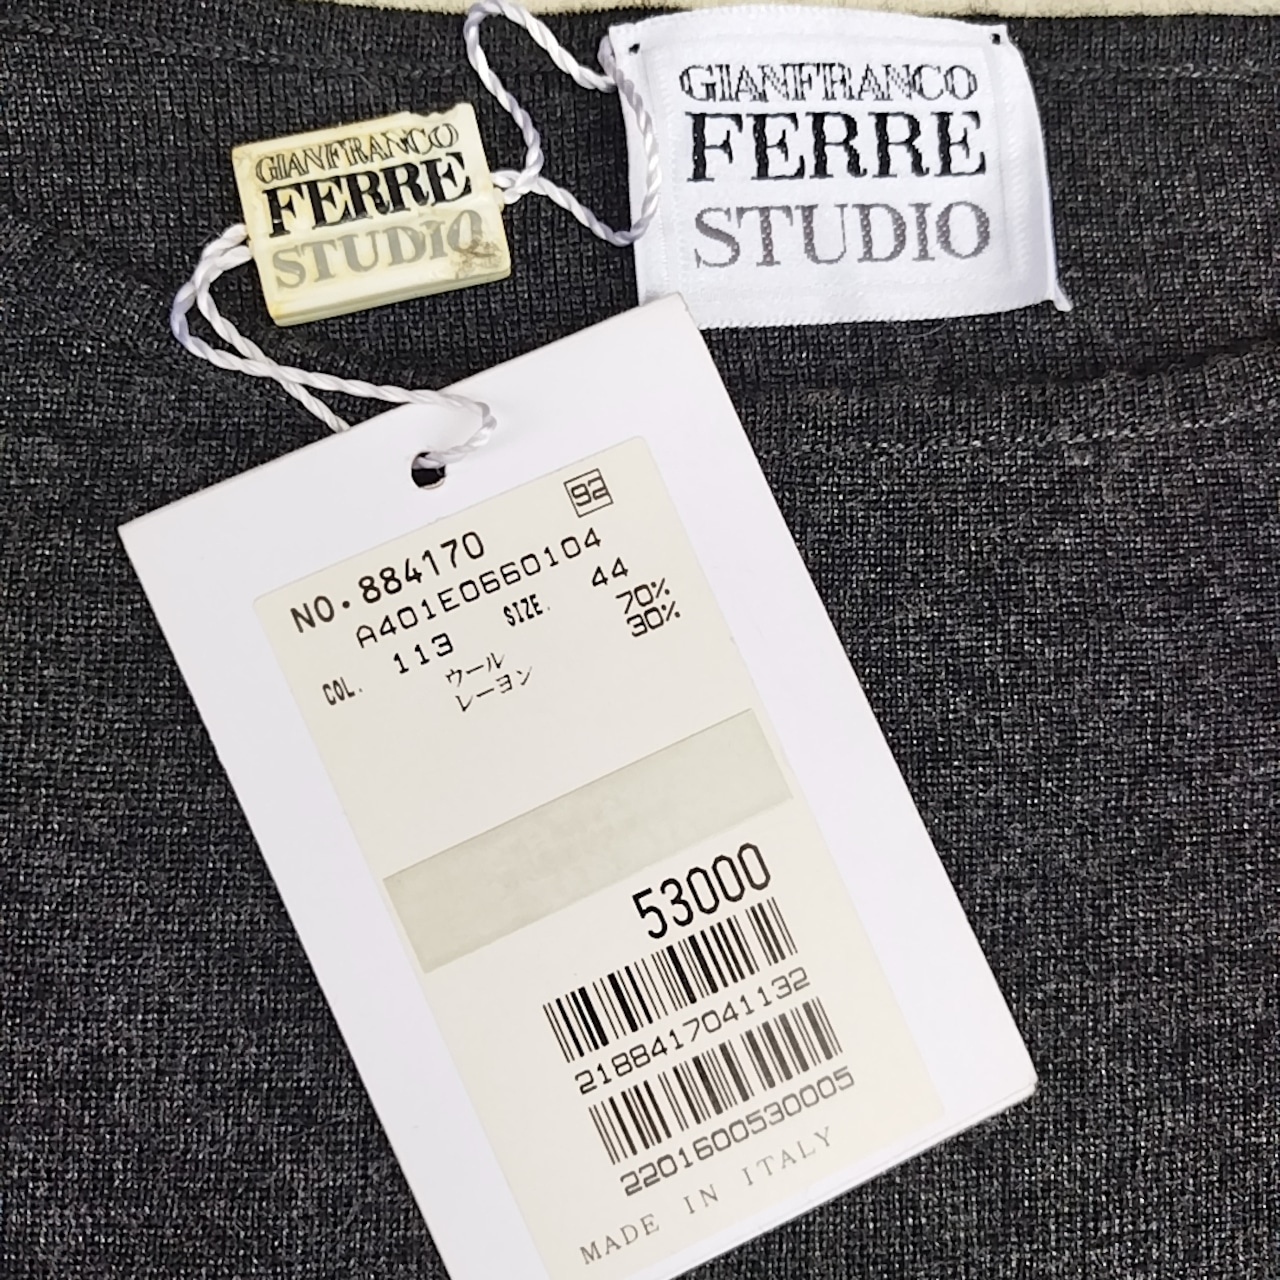 GIANFRANCO
FERRE
STUDIO
GIANFRANCO
FERRE
STUDIO
92
NO. 884170
A401E0660104
COL. 113 SIZE. 44
ウール 70%
レーヨン 30%
53000
2188417041132
2201600530005
MADE IN ITALY